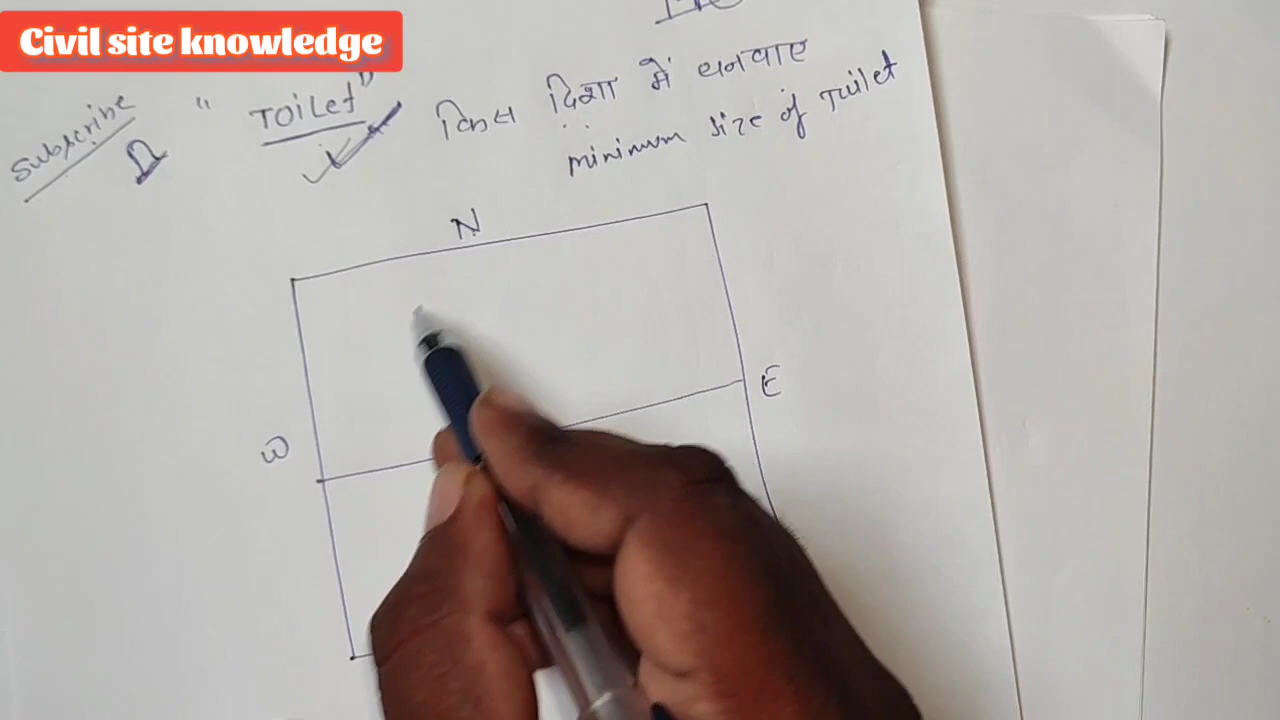 Civil site knowledge
Subscribe
" TOiLet" किस दिशा में बनवाए
minimum size of Toilet
N
E
W